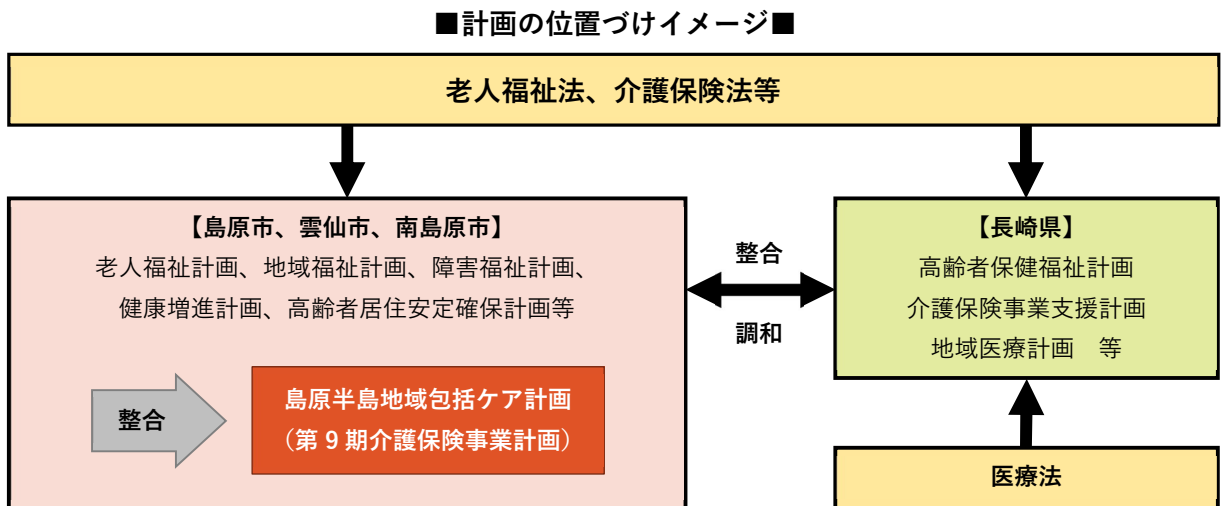 ■計画の位置づけイメージ■
老人福祉法、介護保険法等
【島原市、雲仙市、南島原市】
老人福祉計画、地域福祉計画、障害福祉計画、
健康増進計画、高齢者居住安定確保計画等
整合
島原半島地域包括ケア計画
（第 9 期介護保険事業計画）
整合
調和
【長崎県】
高齢者保健福祉計画
介護保険事業支援計画
地域医療計画　等
医療法